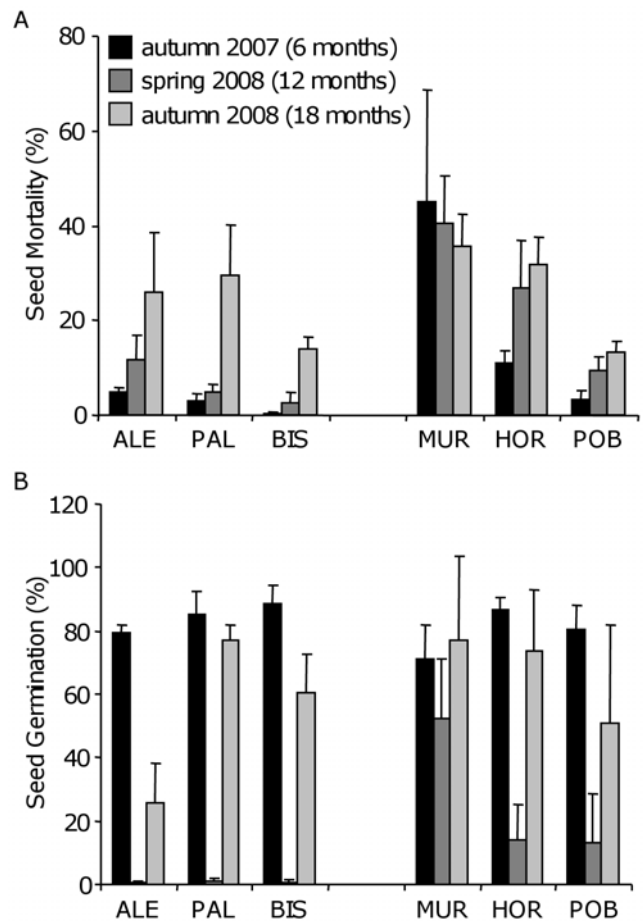 A
80
60
40
20
0
Seed Mortality (%)
autumn 2007 (6 months)
spring 2008 (12 months)
autumn 2008 (18 months)
ALE PAL BIS MUR HOR POB
B
120
100
80
60
40
20
0
Seed Germination (%)
ALE PAL BIS MUR HOR POB